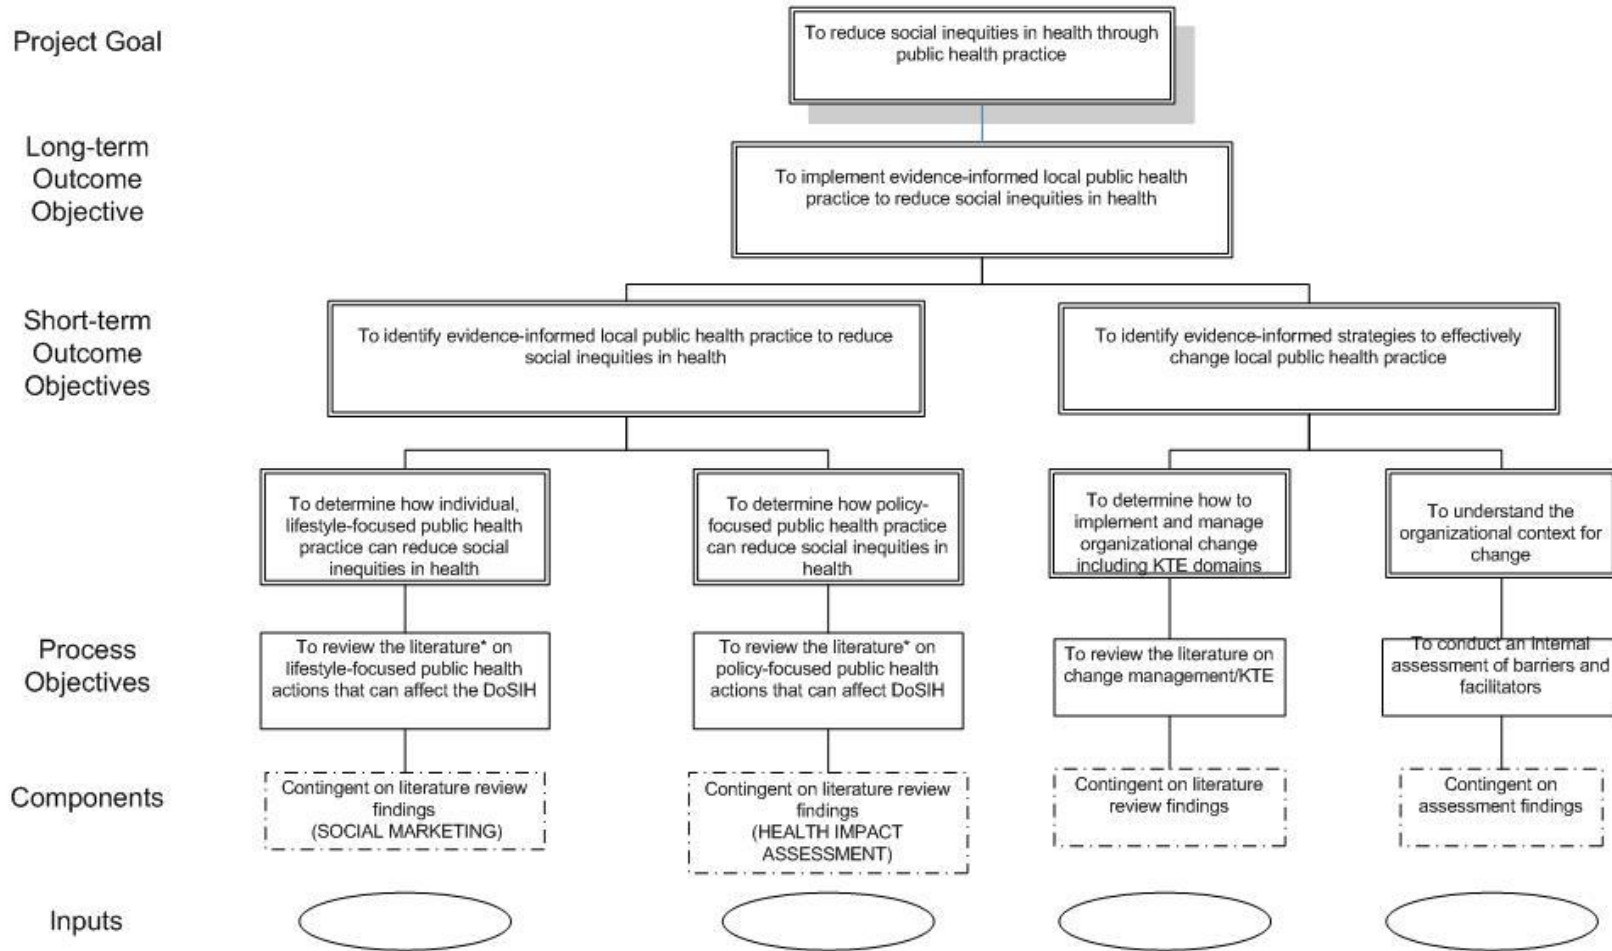 Project Goal
To reduce social inequities in health through
public health practice
Long-term
Outcome
Objective
To implement evidence-informed local public health
practice to reduce social inequities in health
Short-term
Outcome
Objectives
To identify evidence-informed local public health practice to reduce
social inequities in health
To identify evidence-informed strategies to effectively
change local public health practice
To determine how individual,
lifestyle-focused public health
practice can reduce social
inequities in health
To determine how policy-
focused public health practice
can reduce social inequities in
health
To determine how to
implement and manage
organizational change
including KTE domains
To understand the
organizational context for
change
Process
Objectives
To review the literature* on
lifestyle-focused public health
actions that can affect the DoSIH
To review the literature* on
policy-focused public health
actions that can affect DoSIH
To review the literature on
change management/KTE
To conduct an internal
assessment of barriers and
facilitators
Components
Contingent on literature review
findings
(SOCIAL MARKETING)
Contingent on literature review
findings
(HEALTH IMPACT
ASSESSMENT)
Contingent on literature
review findings
Contingent on
assessment findings
Inputs